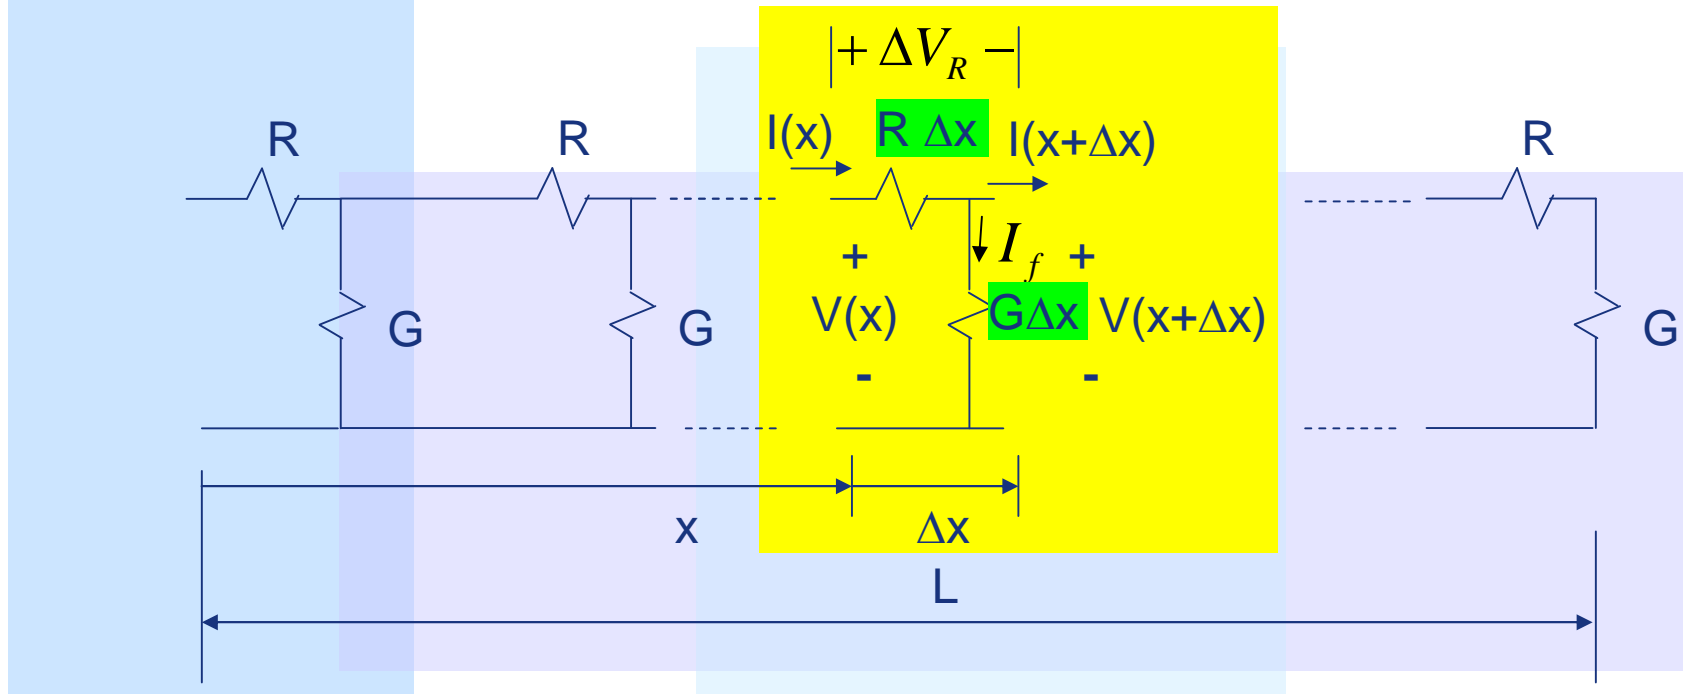 |+ ΔV_R −|
I(x) R Δx I(x+Δx)
R R R
I_f
+ +
V(x) GΔx V(x+Δx)
G G G
- -
x Δx
L